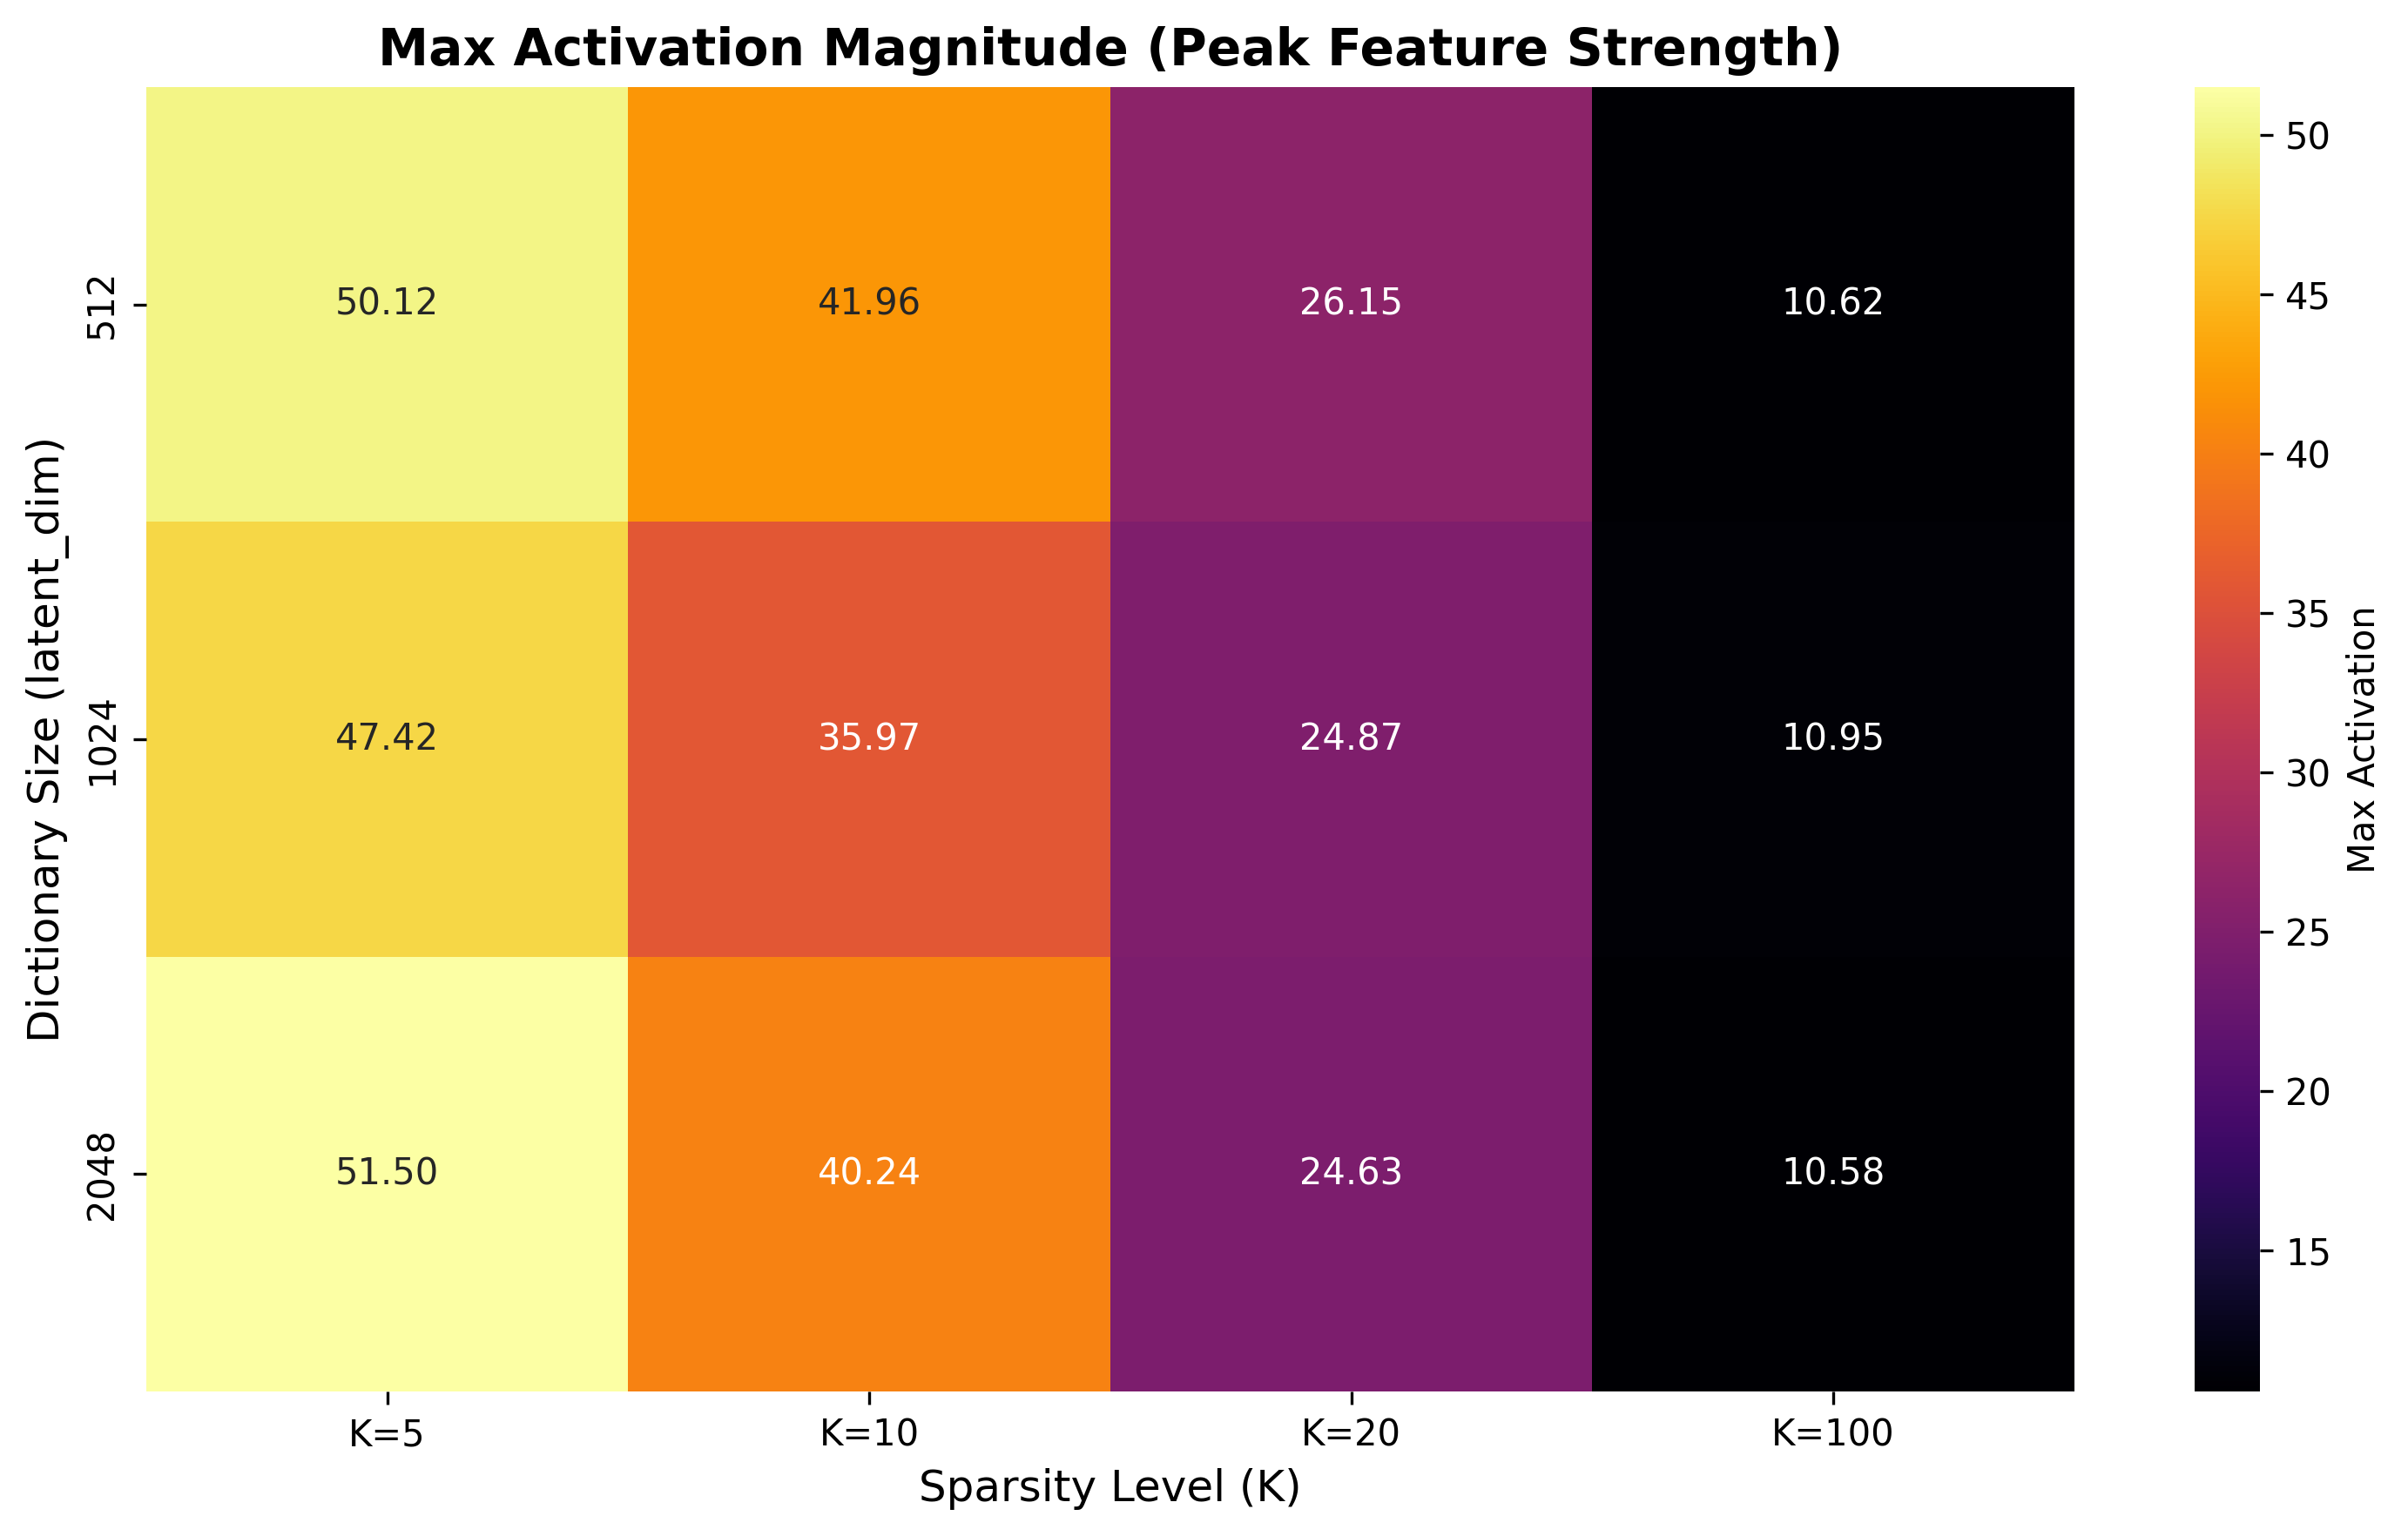 Max Activation Magnitude (Peak Feature Strength)
Dictionary Size (latent_dim)
512
50.12
41.96
26.15
10.62
1024
47.42
35.97
24.87
10.95
2048
51.50
40.24
24.63
10.58
K=5
K=10
K=20
K=100
Sparsity Level (K)
50
45
40
35
30
25
20
15
Max Activation